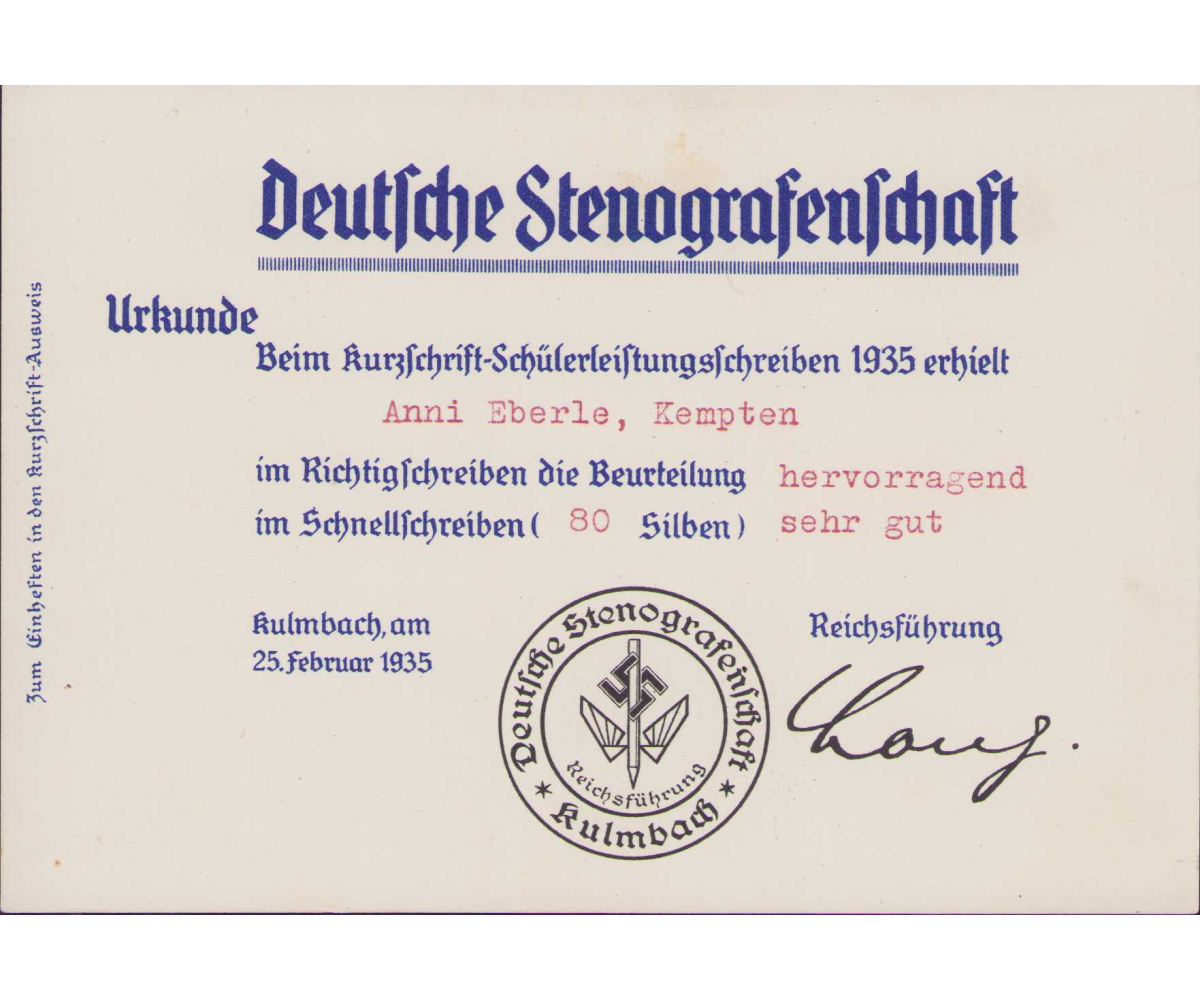 Deutsche Stenografenschaft
Urkunde
Beim Kurzschrift-Schülerleistungsschreiben 1935 erhielt
Anni Eberle, Kempten
im Richtigschreiben die Beurteilung hervorragend
im Schnellschreiben ( 80 Silben ) sehr gut
Kulmbach, am
25. Februar 1935
Reichsführung
Deutsche Stenografenschaft
Reichsführung
* Kulmbach *
Zum Einheften in den Kurzschrift-Ausweis